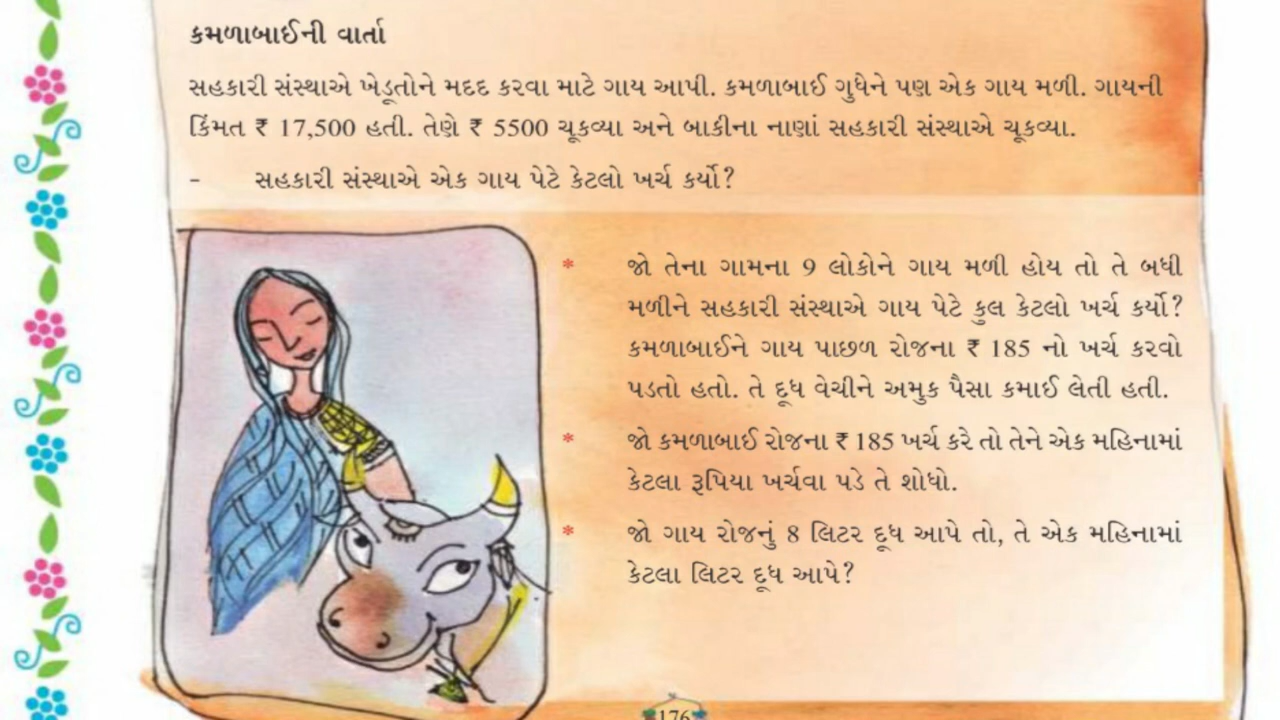 કમળાબાઈની વાર્તા
સહકારી સંસ્થાએ ખેડૂતોને મદદ કરવા માટે ગાય આપી. કમળાબાઈ ગુધેને પણ એક ગાય મળી. ગાયની
કિંમત ₹ 17,500 હતી. તેણે ₹ 5500 ચૂકવ્યા અને બાકીના નાણાં સહકારી સંસ્થાએ ચૂકવ્યા.
- સહકારી સંસ્થાએ એક ગાય પેટે કેટલો ખર્ચ કર્યો?
* જો તેના ગામના 9 લોકોને ગાય મળી હોય તો તે બધી
મળીને સહકારી સંસ્થાએ ગાય પેટે કુલ કેટલો ખર્ચ કર્યો?
કમળાબાઈને ગાય પાછળ રોજના ₹ 185 નો ખર્ચ કરવો
પડતો હતો. તે દૂધ વેચીને અમુક પૈસા કમાઈ લેતી હતી.
* જો કમળાબાઈ રોજના ₹ 185 ખર્ચ કરે તો તેને એક મહિનામાં
કેટલા રૂપિયા ખર્ચવા પડે તે શોધો.
* જો ગાય રોજનું 8 લિટર દૂધ આપે તો, તે એક મહિનામાં
કેટલા લિટર દૂધ આપે?
176